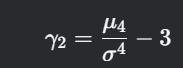 γ₂ = μ₄/σ⁴ − 3